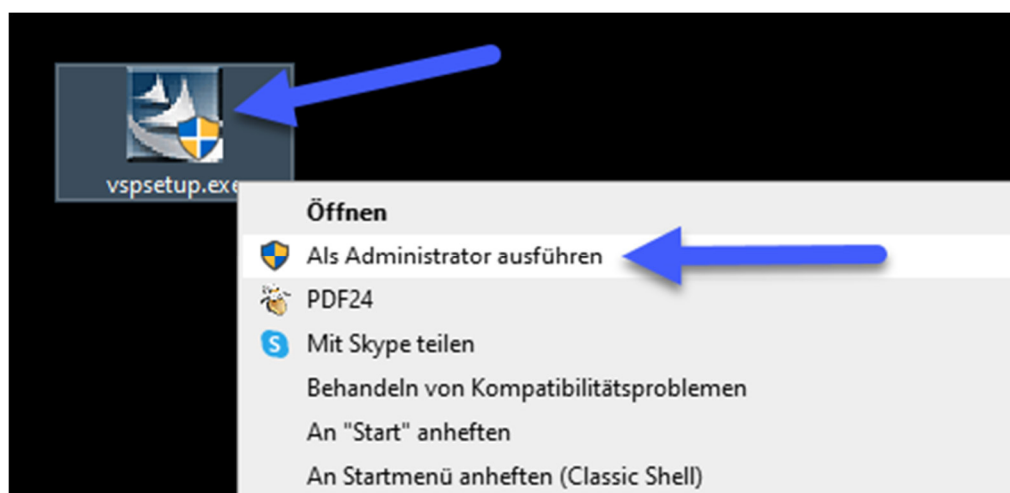 vspsetup.exe
Öffnen
Als Administrator ausführen
PDF24
Mit Skype teilen
Behandeln von Kompatibilitätsproblemen
An "Start" anheften
An Startmenü anheften (Classic Shell)